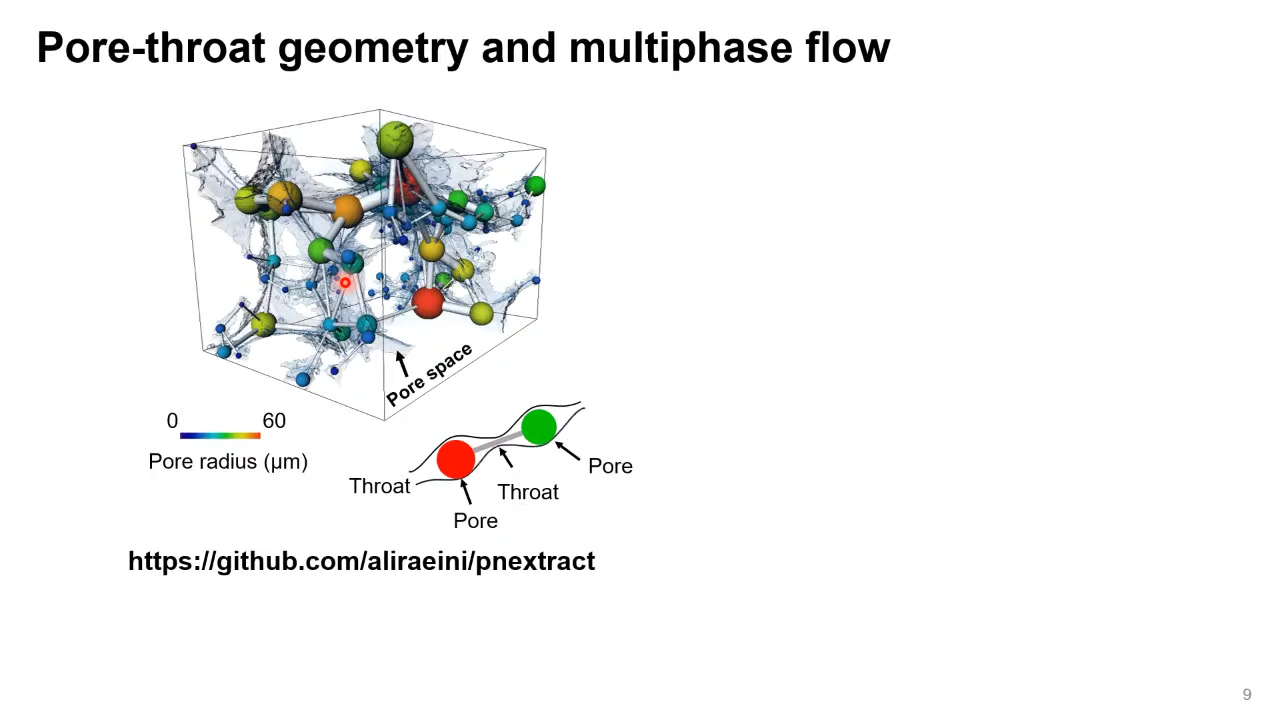 Pore-throat geometry and multiphase flow
Pore space
0 60
Pore radius (µm)
Throat
Pore
Throat
Pore
https://github.com/aliraeini/pnextract
9